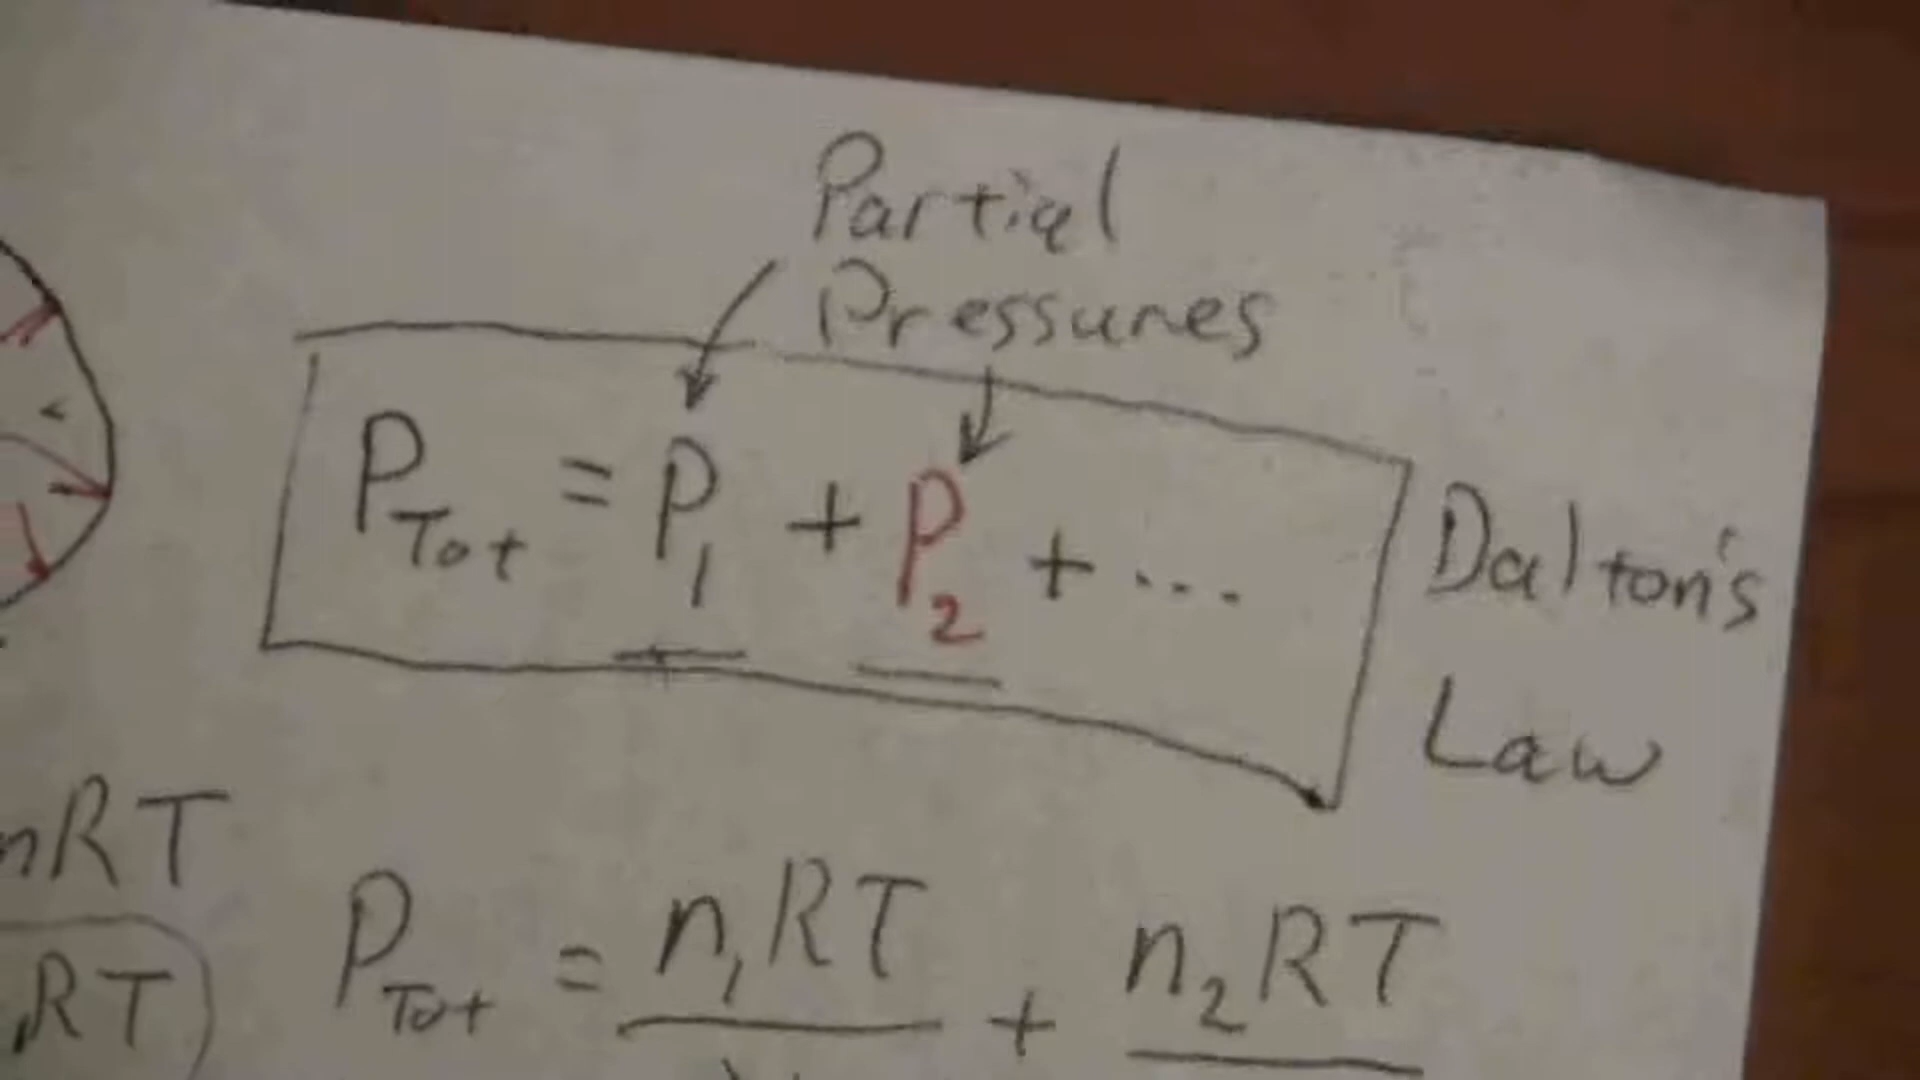 Partial
Pressures
P_Tot = P_1 + P_2 + ...
Dalton's
Law
nRT
P_Tot = n_1RT + n_2RT
RT